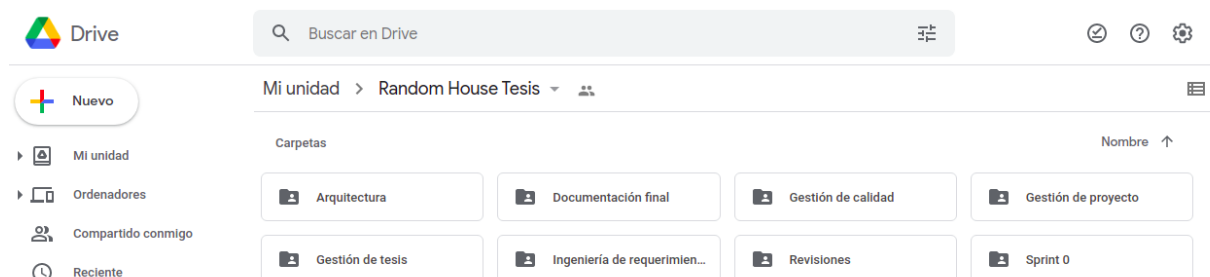 Drive
Buscar en Drive
Nuevo
Mi unidad > Random House Tesis
Carpetas
Nombre
Mi unidad
Ordenadores
Compartido conmigo
Reciente
Arquitectura
Documentación final
Gestión de calidad
Gestión de proyecto
Gestión de tesis
Ingeniería de requerimien...
Revisiones
Sprint 0